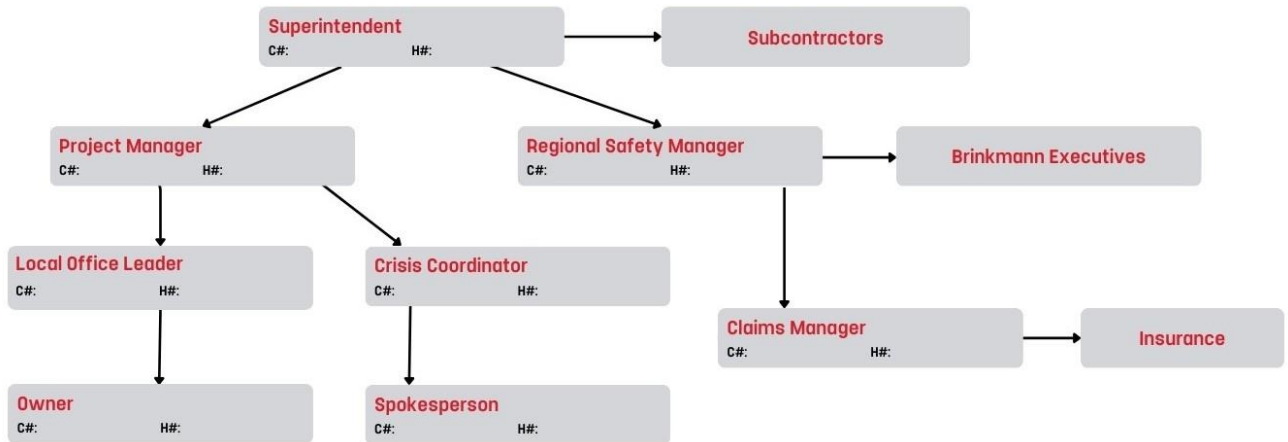 Superintendent
C#: H#:
Subcontractors
Project Manager
C#: H#:
Regional Safety Manager
C#: H#:
Brinkmann Executives
Local Office Leader
C#: H#:
Crisis Coordinator
C#: H#:
Claims Manager
C#: H#:
Insurance
Owner
C#: H#:
Spokesperson
C#: H#: